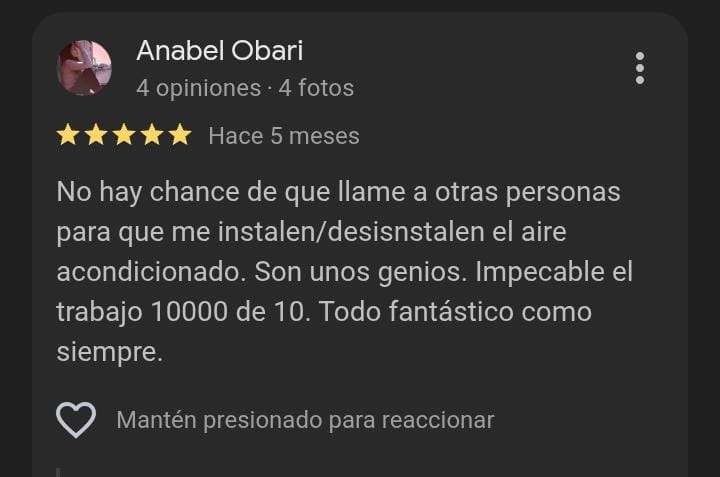 Anabel Obari
4 opiniones · 4 fotos
Hace 5 meses
No hay chance de que llame a otras personas
para que me instalen/desisnstalen el aire
acondicionado. Son unos genios. Impecable el
trabajo 10000 de 10. Todo fantástico como
siempre.
Mantén presionado para reaccionar